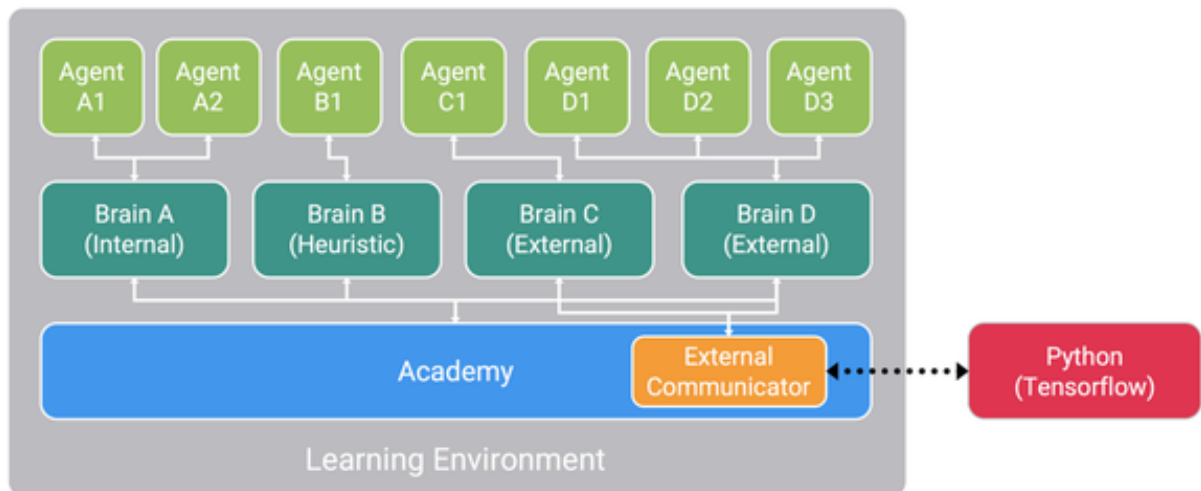 Agent
A1
Agent
A2
Agent
B1
Agent
C1
Agent
D1
Agent
D2
Agent
D3
Brain A
(Internal)
Brain B
(Heuristic)
Brain C
(External)
Brain D
(External)
Academy
External
Communicator
Python
(Tensorflow)
Learning Environment